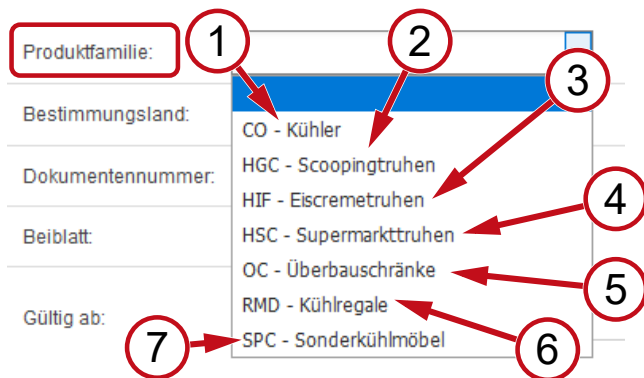 Produktfamilie:
1
2
3
Bestimmungsland:
CO - Kühler
HGC - Scoopingtruhen
Dokumentennummer:
HIF - Eiscremetruhen
4
Beiblatt:
HSC - Supermarkttruhen
OC - Überbauschränke
5
Gültig ab:
RMD - Kühlregale
6
7
SPC - Sonderkühlmöbel